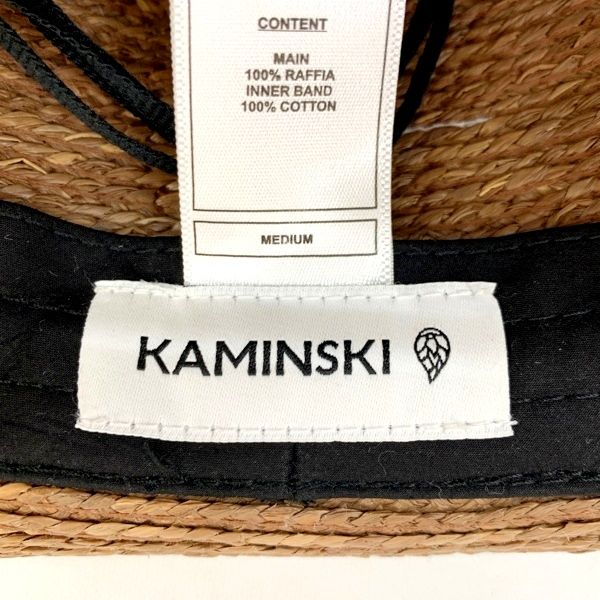 CONTENT
MAIN
100% RAFFIA
INNER BAND
100% COTTON
MEDIUM
KAMINSKI